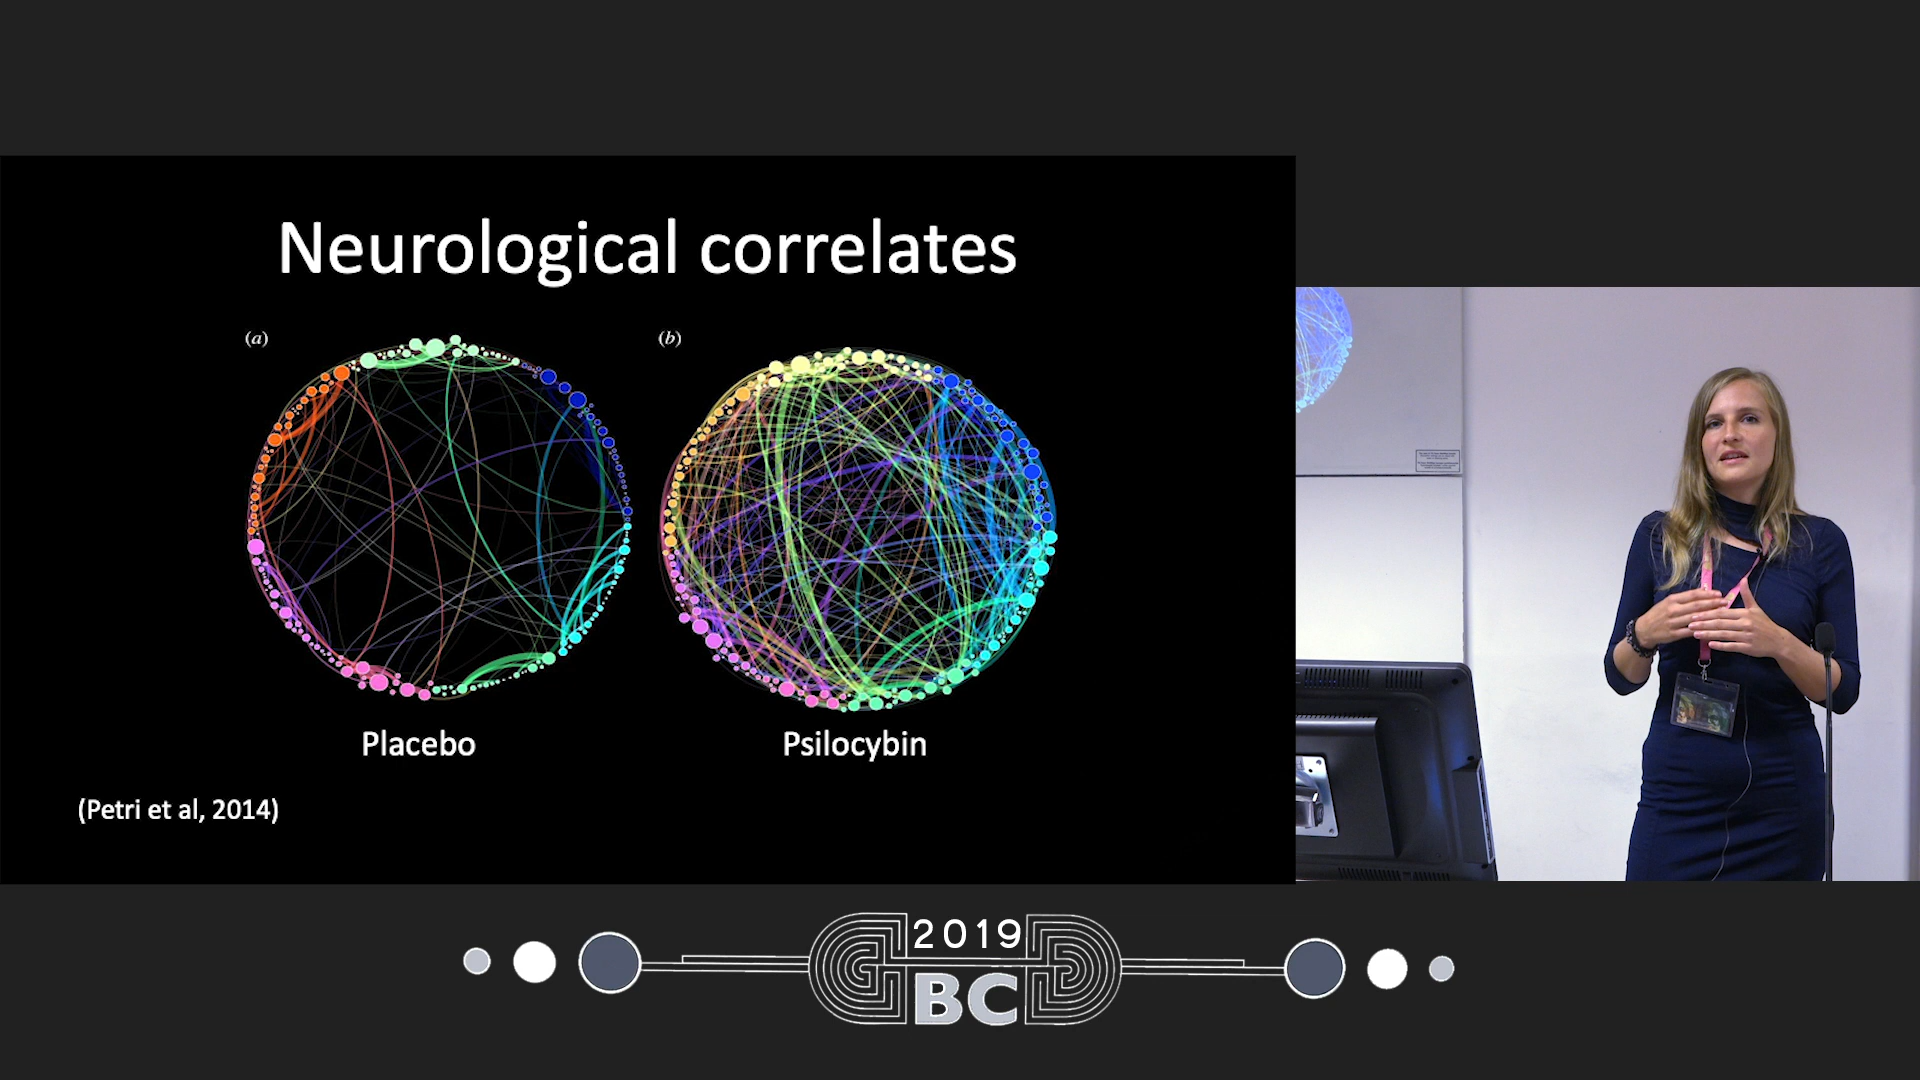 Neurological correlates
(a)
(b)
Placebo
Psilocybin
(Petri et al, 2014)
2019
BC